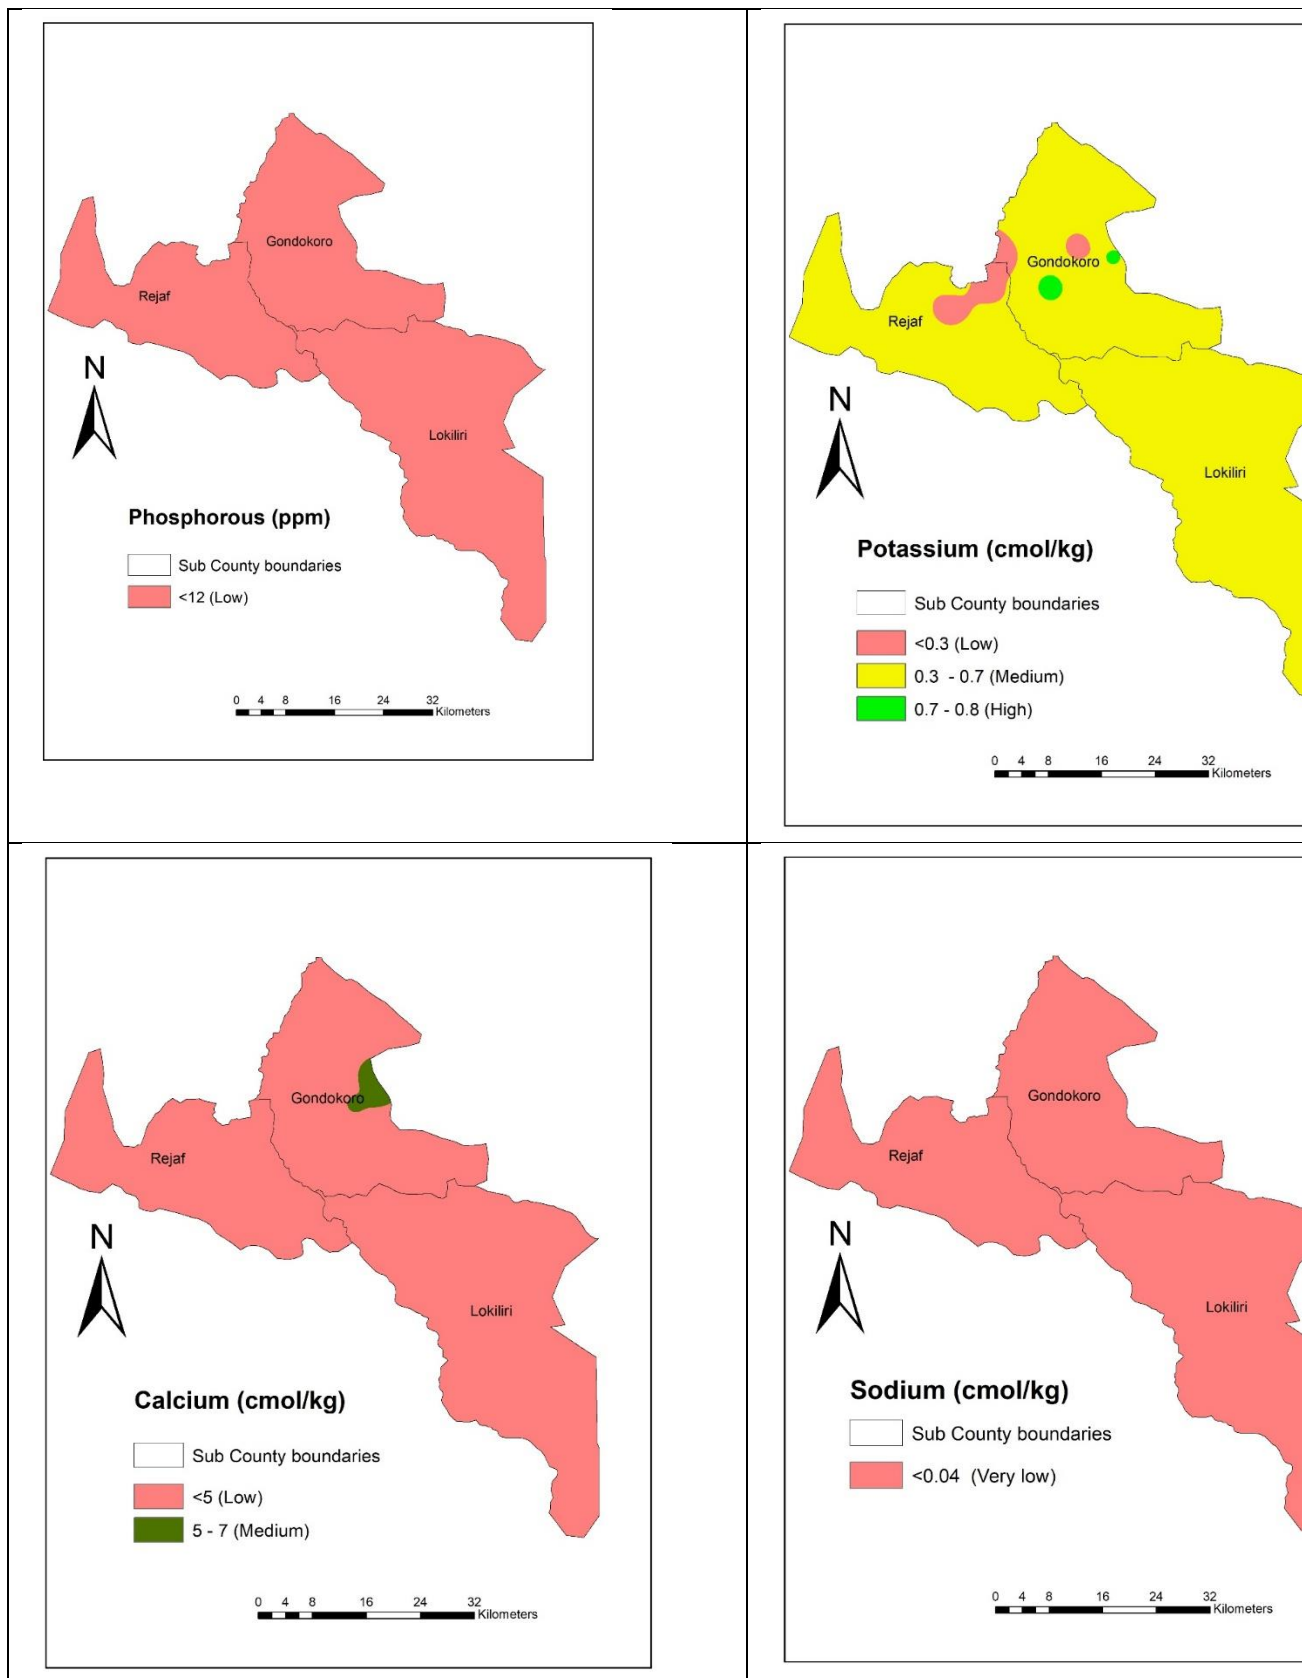 Gondokoro
Rejaf
N
Lokiliri
Phosphorous (ppm)
Sub County boundaries
<12 (Low)
0 4 8 16 24 32
Kilometers
Gondokoro
Rejaf
N
Lokiliri
Potassium (cmol/kg)
Sub County boundaries
<0.3 (Low)
0.3 - 0.7 (Medium)
0.7 - 0.8 (High)
0 4 8 16 24 32
Kilometers
Gondokoro
Rejaf
N
Lokiliri
Calcium (cmol/kg)
Sub County boundaries
<5 (Low)
5 - 7 (Medium)
0 4 8 16 24 32
Kilometers
Gondokoro
Rejaf
N
Lokiliri
Sodium (cmol/kg)
Sub County boundaries
<0.04 (Very low)
0 4 8 16 24 32
Kilometers